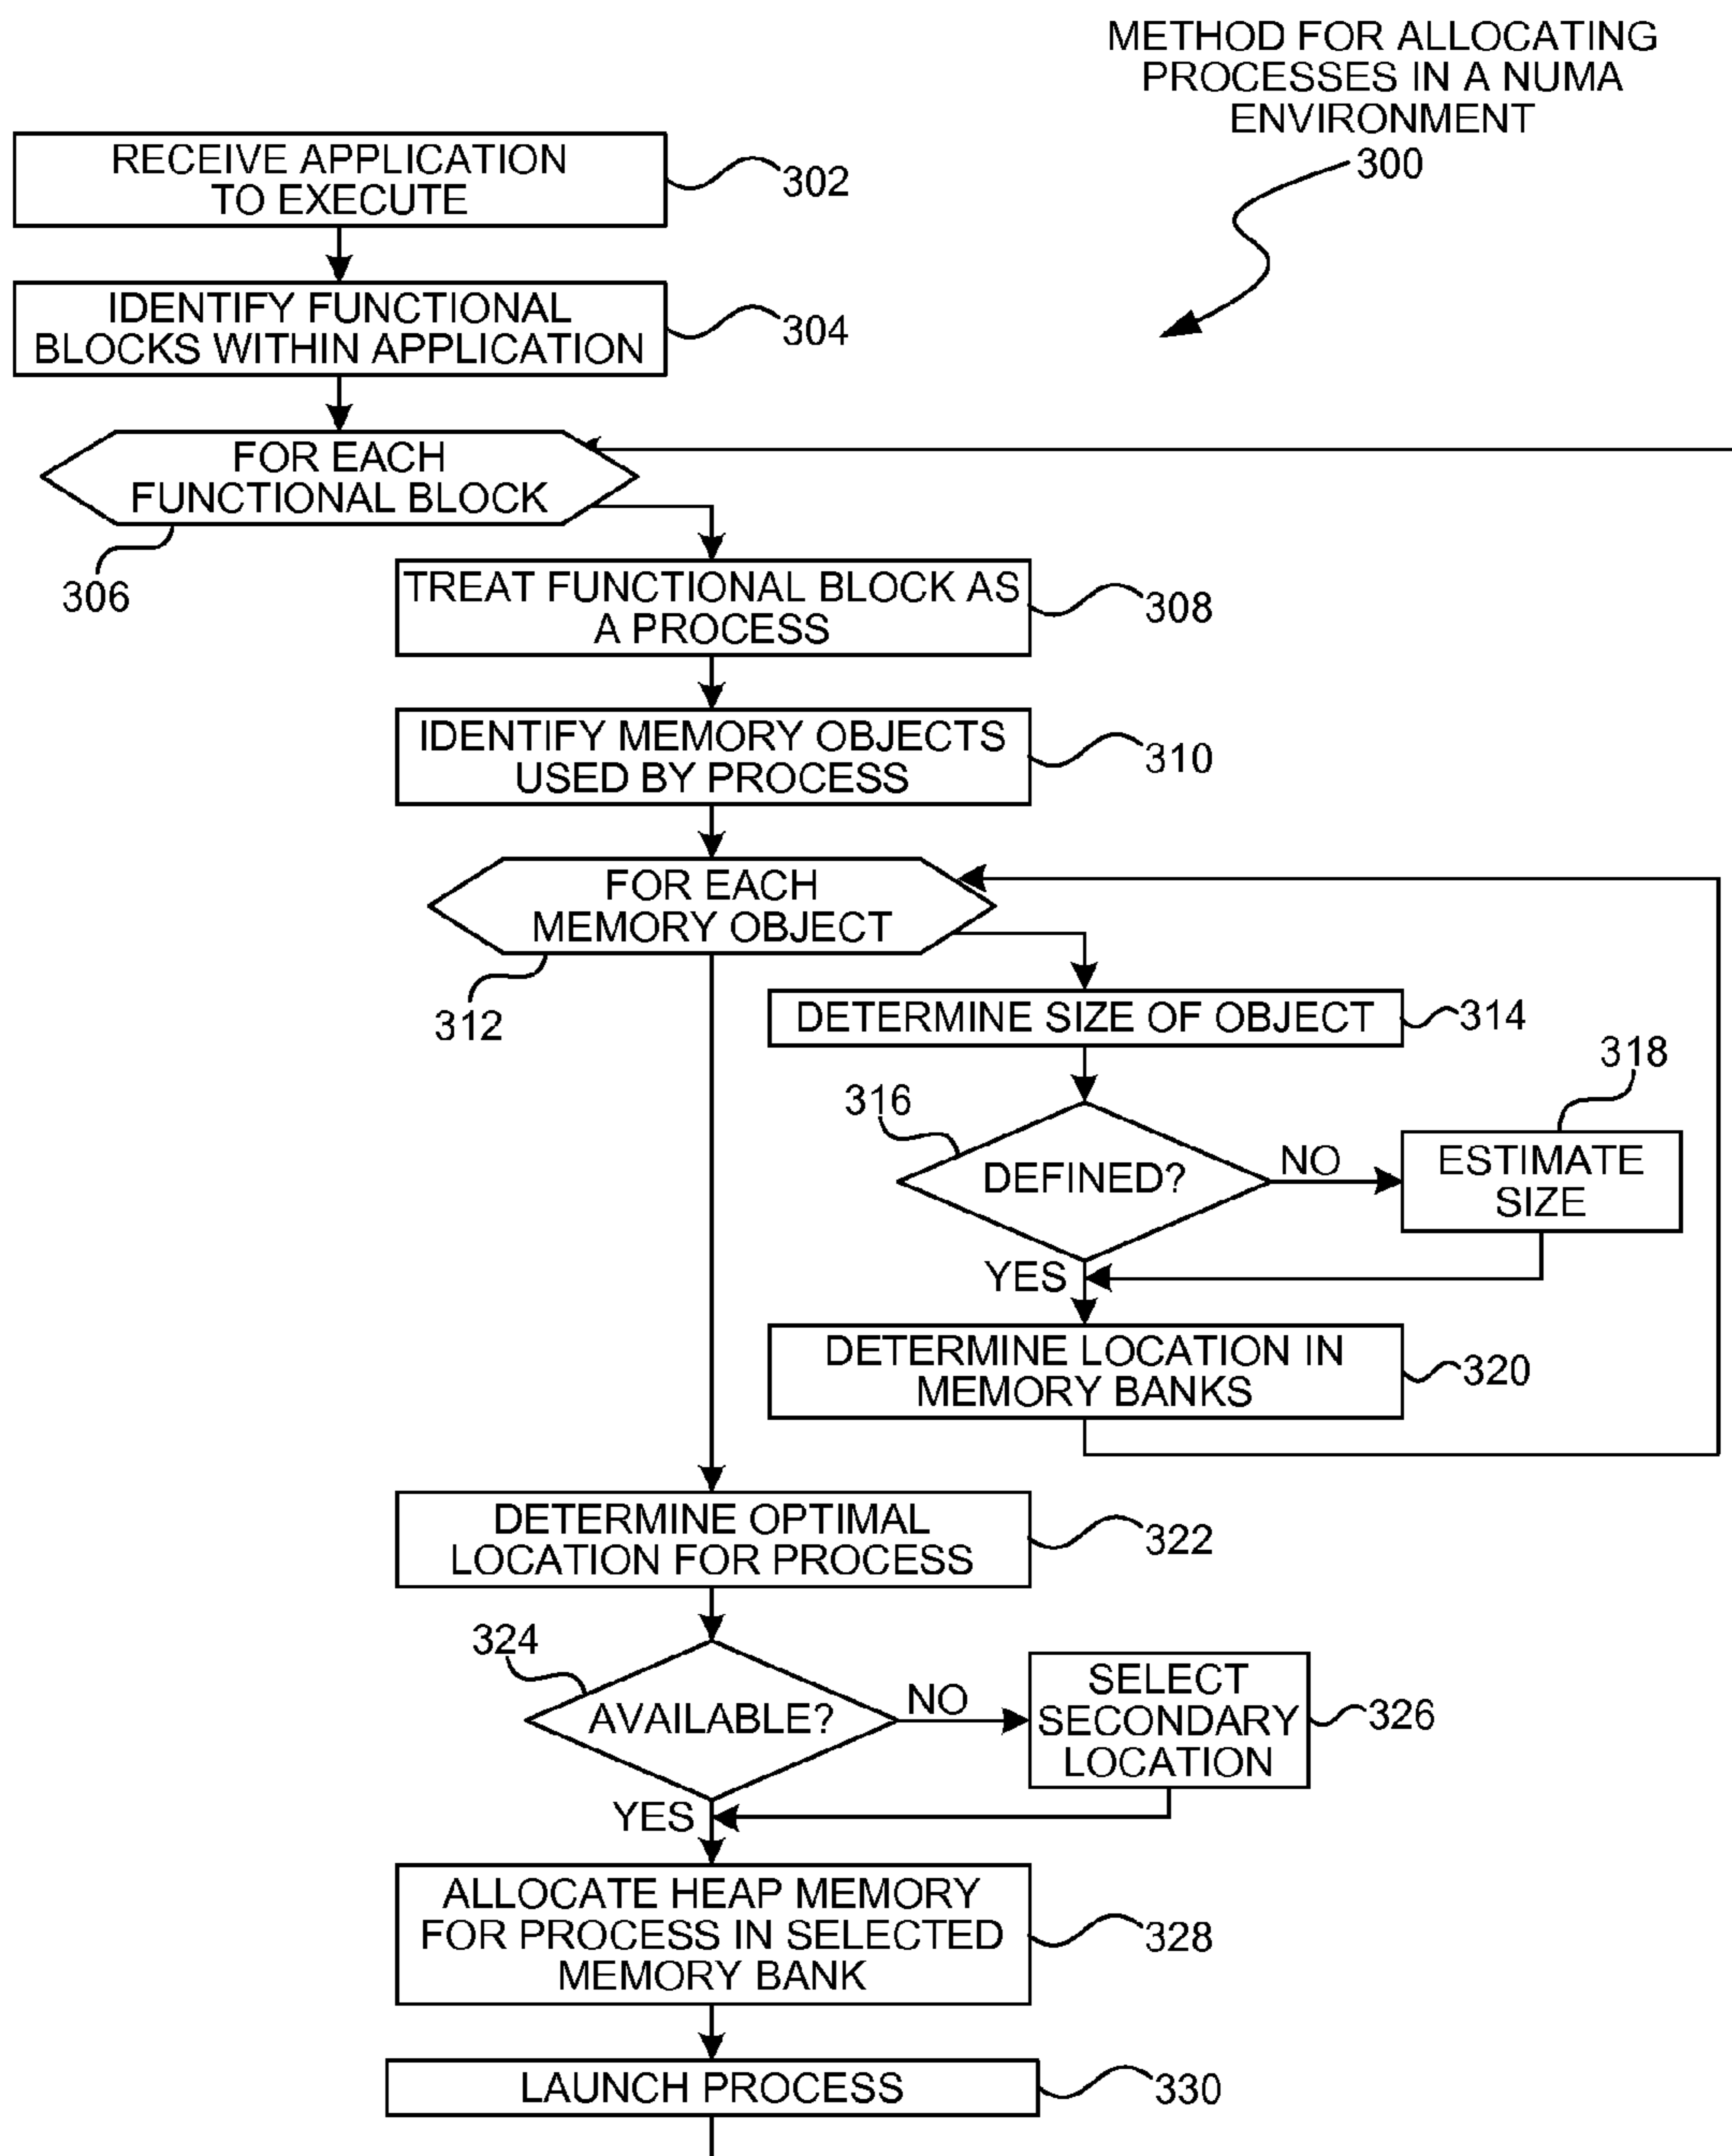 METHOD FOR ALLOCATING
PROCESSES IN A NUMA
ENVIRONMENT
300
RECEIVE APPLICATION
TO EXECUTE
302
IDENTIFY FUNCTIONAL
BLOCKS WITHIN APPLICATION
304
FOR EACH
FUNCTIONAL BLOCK
306
TREAT FUNCTIONAL BLOCK AS
A PROCESS
308
IDENTIFY MEMORY OBJECTS
USED BY PROCESS
310
FOR EACH
MEMORY OBJECT
312
DETERMINE SIZE OF OBJECT
314
316
DEFINED?
NO
318
ESTIMATE
SIZE
YES
DETERMINE LOCATION IN
MEMORY BANKS
320
DETERMINE OPTIMAL
LOCATION FOR PROCESS
322
324
AVAILABLE?
NO
SELECT
SECONDARY
LOCATION
326
YES
ALLOCATE HEAP MEMORY
FOR PROCESS IN SELECTED
MEMORY BANK
328
LAUNCH PROCESS
330